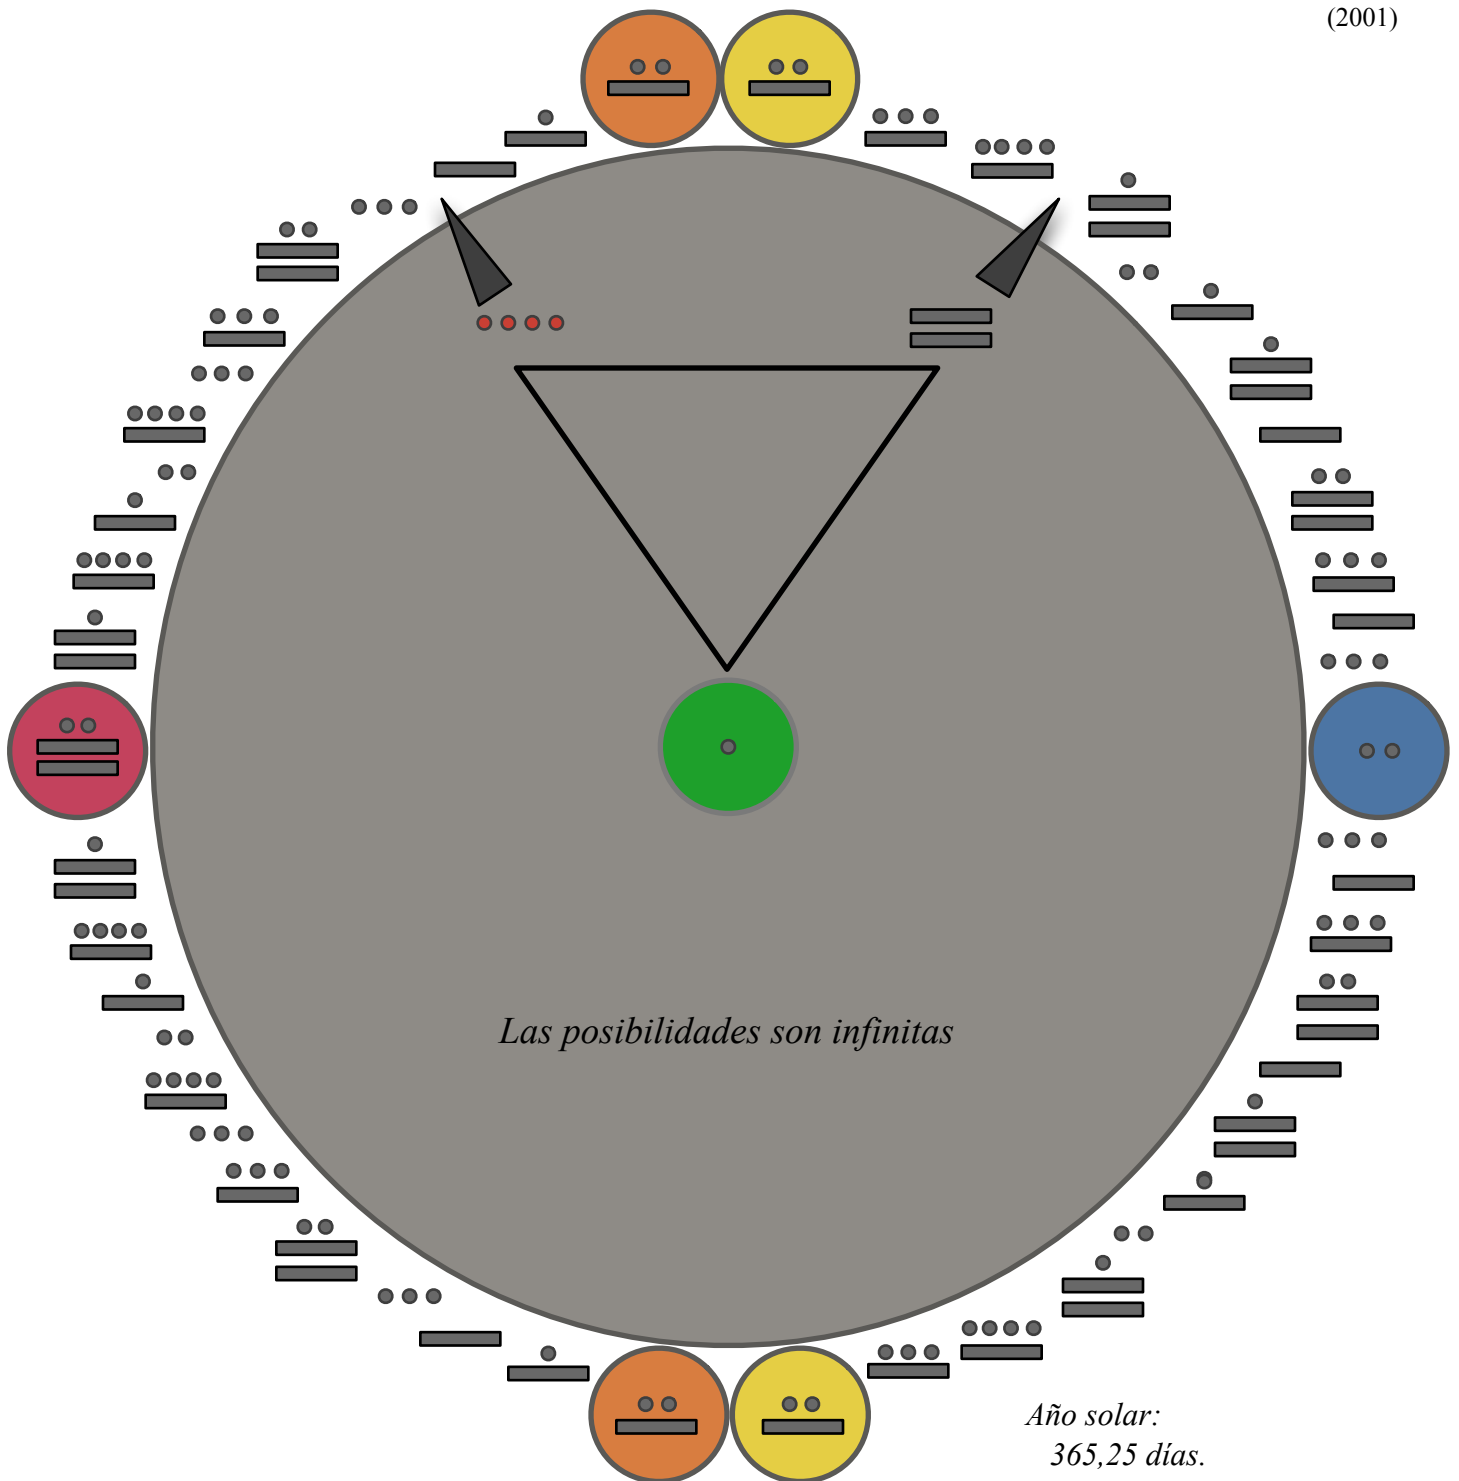 (2001)
Las posibilidades son infinitas
Año solar:
365,25 días.